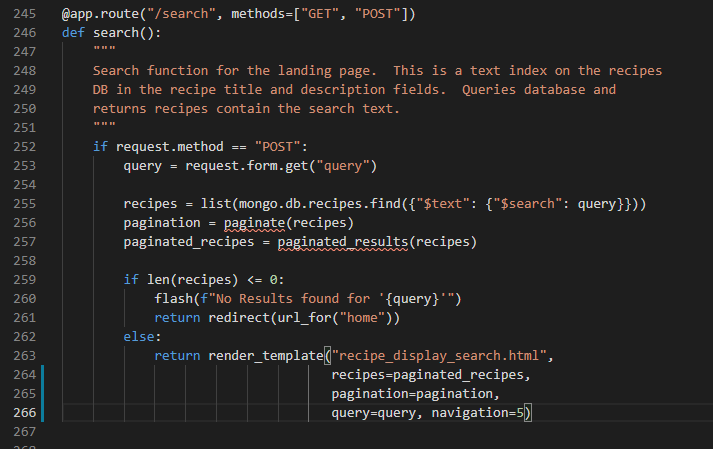 245 @app.route("/search", methods=["GET", "POST"])
246 def search():
247     """
248     Search function for the landing page.  This is a text index on the recipes
249     DB in the recipe title and description fields.  Queries database and
250     returns recipes contain the search text.
251     """
252     if request.method == "POST":
253         query = request.form.get("query")
254
255         recipes = list(mongo.db.recipes.find({"$text": {"$search": query}}))
256         pagination = paginate(recipes)
257         paginated_recipes = paginated_results(recipes)
258
259         if len(recipes) <= 0:
260             flash(f"No Results found for '{query}'")
261             return redirect(url_for("home"))
262         else:
263             return render_template("recipe_display_search.html",
264                                    recipes=paginated_recipes,
265                                    pagination=pagination,
266                                    query=query, navigation=5)
267